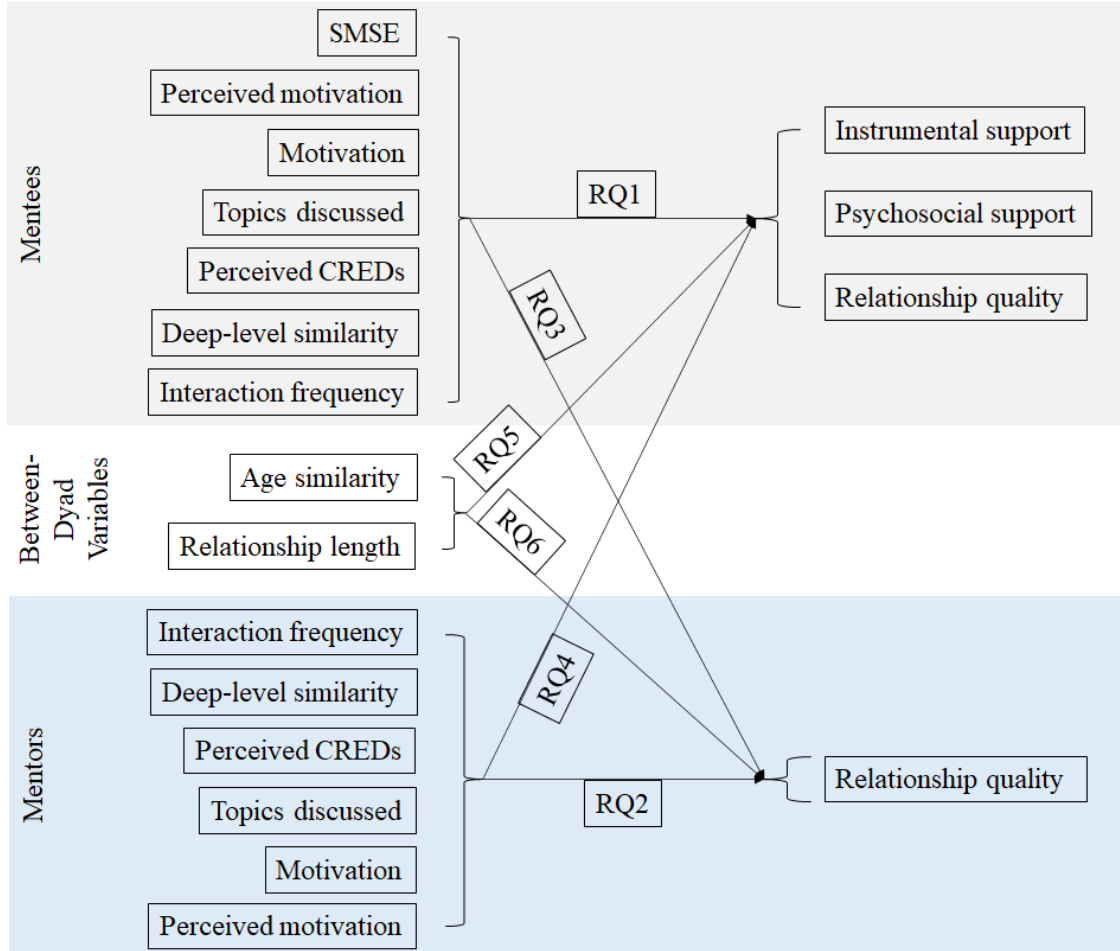 Mentees
SMSE
Perceived motivation
Motivation
Topics discussed
Perceived CREDs
Deep-level similarity
Interaction frequency
RQ1
RQ3
Instrumental support
Psychosocial support
Relationship quality
Between-
Dyad
Variables
Age similarity
Relationship length
RQ5
RQ6
Mentors
Interaction frequency
Deep-level similarity
Perceived CREDs
Topics discussed
Motivation
Perceived motivation
RQ4
RQ2
Relationship quality